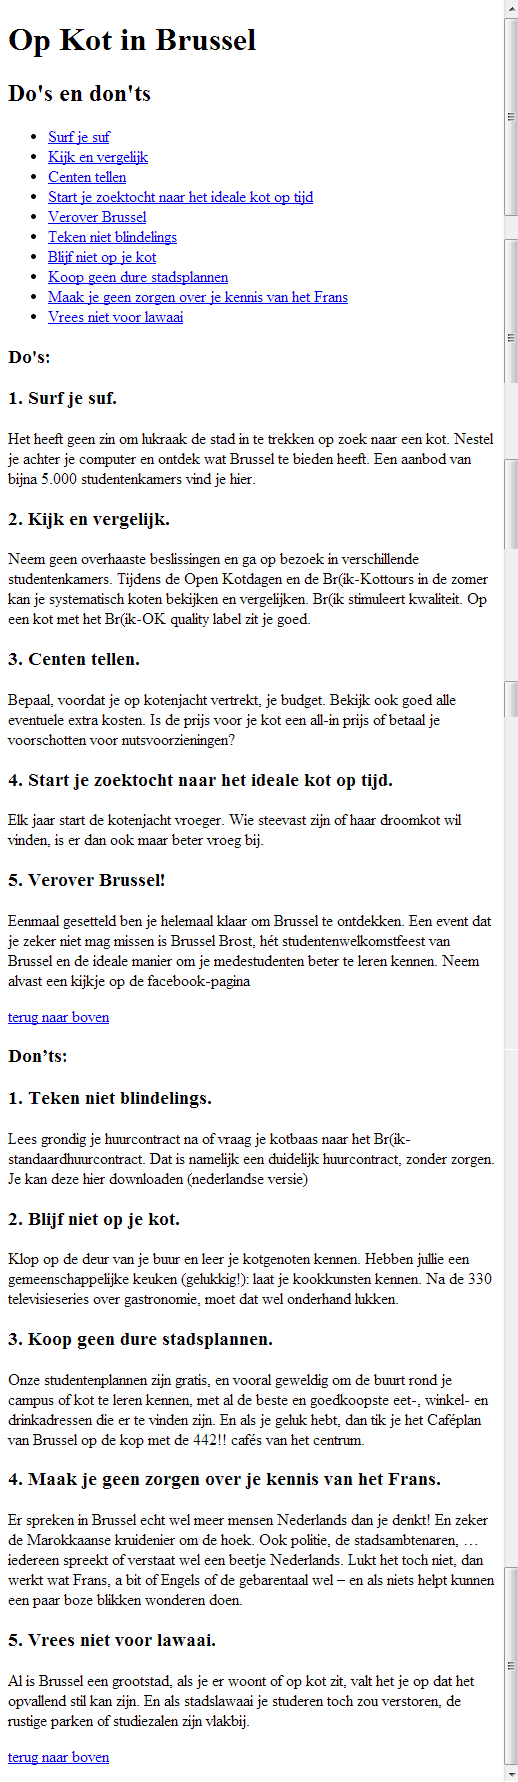 Op Kot in Brussel
Do's en don'ts
Surf je suf
Kijk en vergelijk
Centen tellen
Start je zoektocht naar het ideale kot op tijd
Verover Brussel
Teken niet blindelings
Blijf niet op je kot
Koop geen dure stadsplannen
Maak je geen zorgen over je kennis van het Frans
Vrees niet voor lawaai
Do's:
1. Surf je suf.
Het heeft geen zin om lukraak de stad in te trekken op zoek naar een kot. Nestel
je achter je computer en ontdek wat Brussel te bieden heeft. Een aanbod van
bijna 5.000 studentenkamers vind je hier.
2. Kijk en vergelijk.
Neem geen overhaaste beslissingen en ga op bezoek in verschillende
studentenkamers. Tijdens de Open Kotdagen en de Br(ik-Kottours in de zomer
kan je systematisch koten bekijken en vergelijken. Br(ik stimuleert kwaliteit. Op
een kot met het Br(ik-OK quality label zit je goed.
3. Centen tellen.
Bepaal, voordat je op kotenjacht vertrekt, je budget. Bekijk ook goed alle
eventuele extra kosten. Is de prijs voor je kot een all-in prijs of betaal je
voorschotten voor nutsvoorzieningen?
4. Start je zoektocht naar het ideale kot op tijd.
Elk jaar start de kotenjacht vroeger. Wie steevast zijn of haar droomkot wil
vinden, is er dan ook maar beter vroeg bij.
5. Verover Brussel!
Eenmaal gesetteld ben je helemaal klaar om Brussel te ontdekken. Een event dat
je zeker niet mag missen is Brussel Brost, hét studentenwelkomstfeest van
Brussel en de ideale manier om je medestudenten beter te leren kennen. Neem
alvast een kijkje op de facebook-pagina
terug naar boven
Don’ts:
1. Teken niet blindelings.
Lees grondig je huurcontract na of vraag je kotbaas naar het Br(ik-
standaardhuurcontract. Dat is namelijk een duidelijk huurcontract, zonder zorgen.
Je kan deze hier downloaden (nederlandse versie)
2. Blijf niet op je kot.
Klop op de deur van je buur en leer je kotgenoten kennen. Hebben jullie een
gemeenschappelijke keuken (gelukkig!): laat je kookkunsten kennen. Na de 330
televisieseries over gastronomie, moet dat wel onderhand lukken.
3. Koop geen dure stadsplannen.
Onze studentenplannen zijn gratis, en vooral geweldig om de buurt rond je
campus of kot te leren kennen, met al de beste en goedkoopste eet-, winkel- en
drinkadressen die er te vinden zijn. En als je geluk hebt, dan tik je het Caféplan
van Brussel op de kop met de 442!! cafés van het centrum.
4. Maak je geen zorgen over je kennis van het Frans.
Er spreken in Brussel echt wel meer mensen Nederlands dan je denkt! En zeker
de Marokkaanse kruidenier om de hoek. Ook politie, de stadsambtenaren, …
iedereen spreekt of verstaat wel een beetje Nederlands. Lukt het toch niet, dan
werkt wat Frans, a bit of Engels of de gebarentaal wel – en als niets helpt kunnen
een paar boze blikken wonderen doen.
5. Vrees niet voor lawaai.
Al is Brussel een grootstad, als je er woont of op kot zit, valt het je op dat het
opvallend stil kan zijn. En als stadslawaai je studeren toch zou verstoren, de
rustige parken of studiezalen zijn vlakbij.
terug naar boven